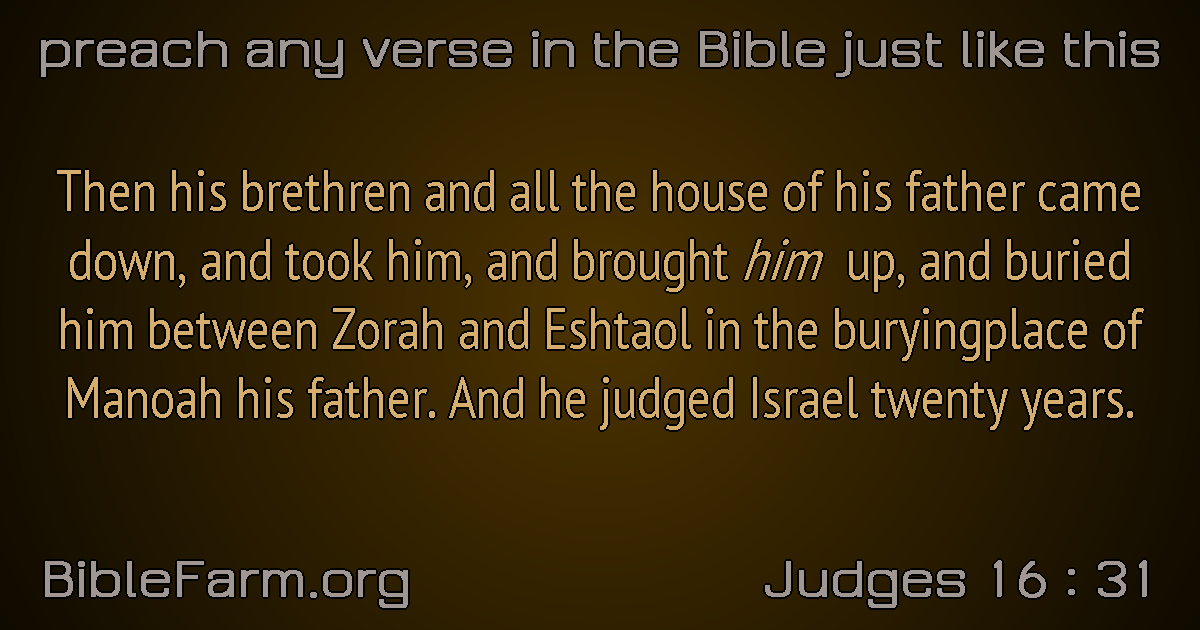 preach any verse in the Bible just like this
Then his brethren and all the house of his father came
down, and took him, and brought him up, and buried
him between Zorah and Eshtaol in the buryingplace of
Manoah his father. And he judged Israel twenty years.
BibleFarm.org
Judges 16 : 31